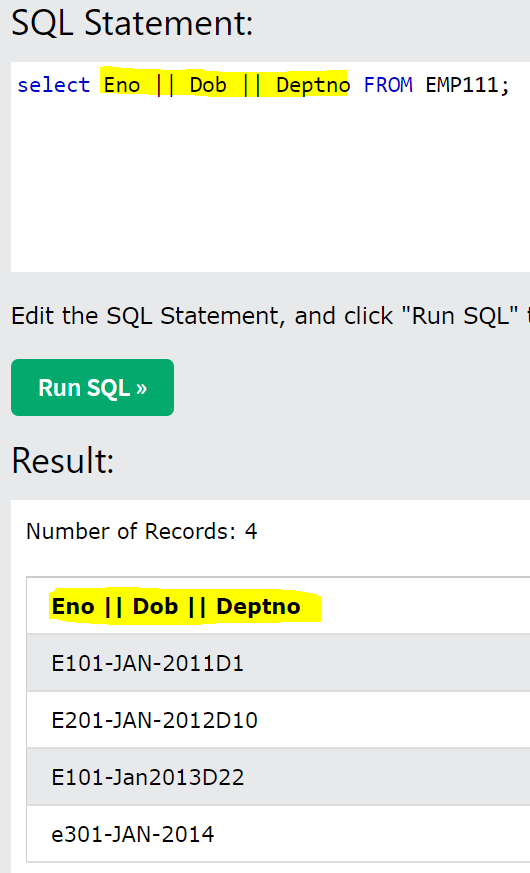 SQL Statement:
select Eno || Dob || Deptno FROM EMP111;
Edit the SQL Statement, and click "Run SQL"
Run SQL »
Result:
Number of Records: 4
Eno || Dob || Deptno
E101-JAN-2011D1
E201-JAN-2012D10
E101-Jan2013D22
e301-JAN-2014